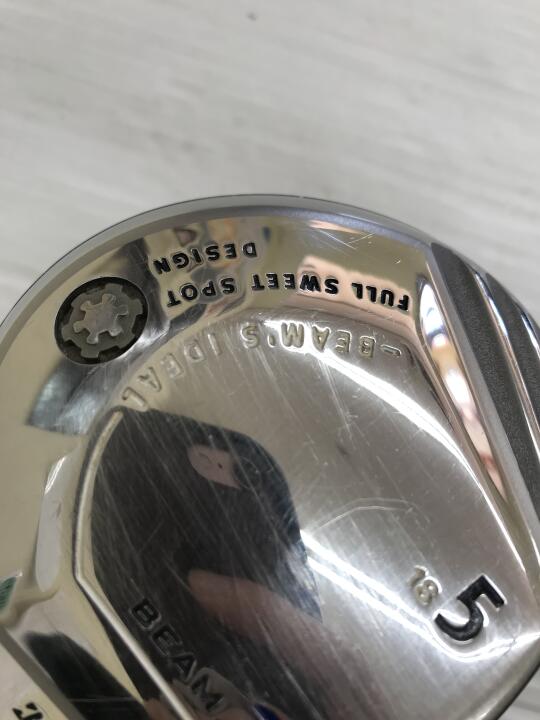 FULL SWEET SPOT
DESIGN
BEAM'S IDEAL
18
5
BEAM